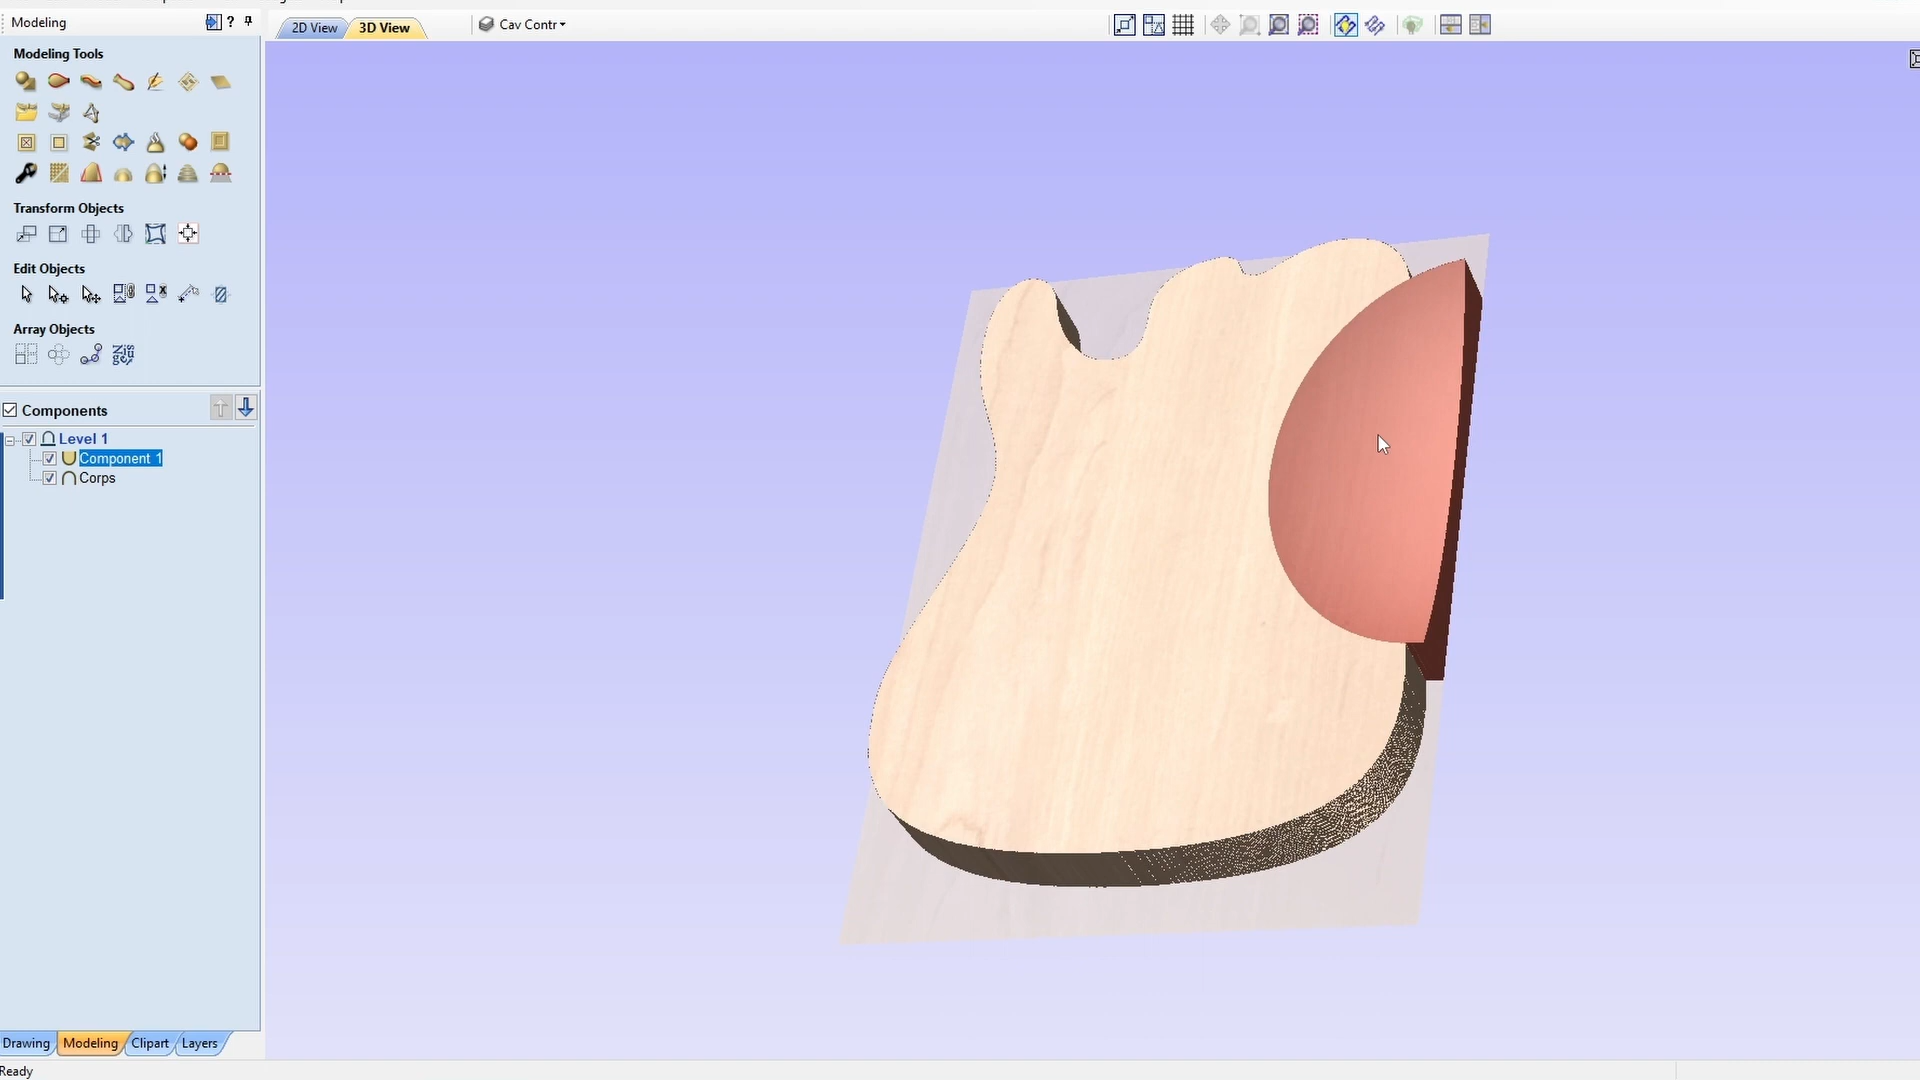 Modeling
?
2D View
3D View
Cav Contr
Modeling Tools
Transform Objects
Edit Objects
Array Objects
Components
Level 1
Component 1
Corps
Drawing
Modeling
Clipart
Layers
Ready